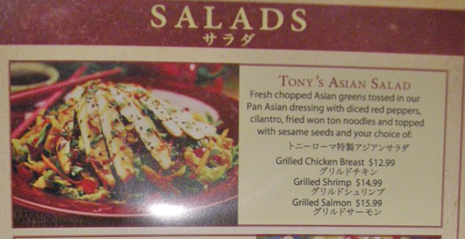 SALADS
サラダ
TONY'S ASIAN SALAD
Fresh chopped Asian greens tossed in our
Pan Asian dressing with diced red peppers,
cilantro, fried won ton noodles and topped
with sesame seeds and your choice of:
トニーローマ特製アジアンサラダ
Grilled Chicken Breast $12.99
グリルドチキン
Grilled Shrimp $14.99
グリルドシュリンプ
Grilled Salmon $15.99
グリルドサーモン